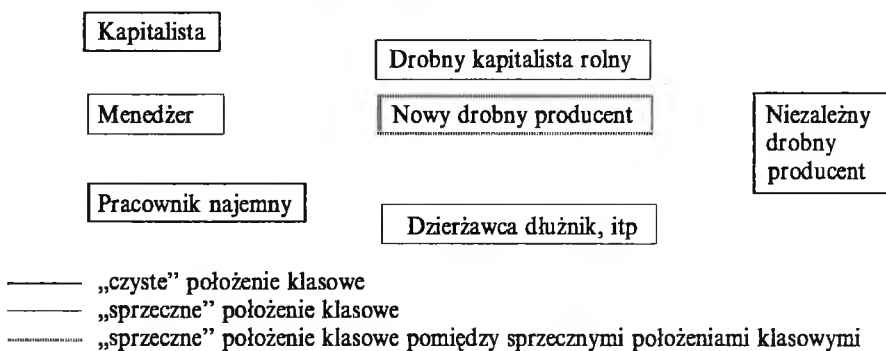 Kapitalista
Drobny kapitalista rolny
Menedżer
Nowy drobny producent
Niezależny
drobny
producent
Pracownik najemny
Dzierżawca dłużnik, itp
„czyste” położenie klasowe
„sprzeczne” położenie klasowe
„sprzeczne” położenie klasowe pomiędzy sprzecznymi położeniami klasowymi